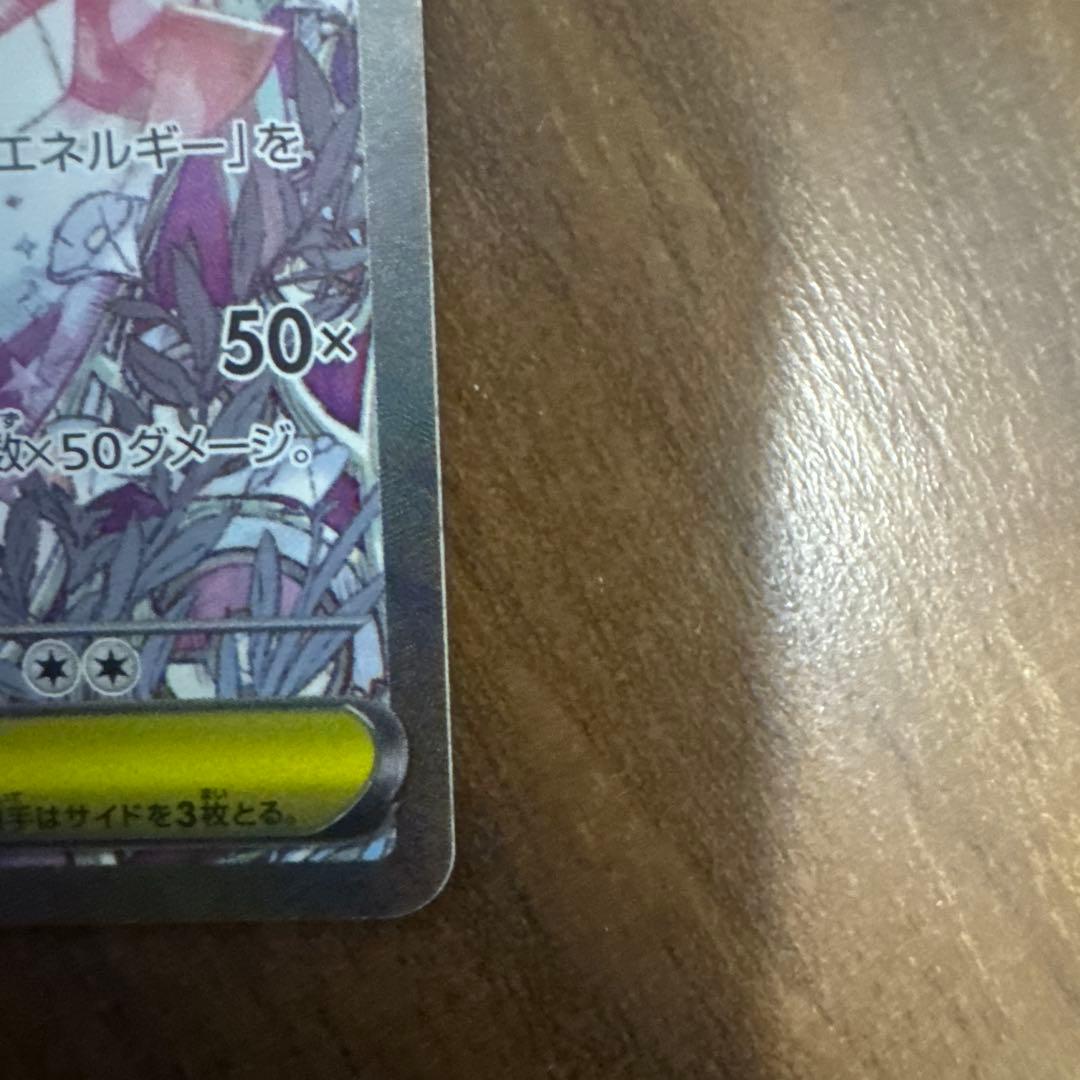 エネルギー」を
50×
数×50ダメージ。
手はサイドを3枚とる。